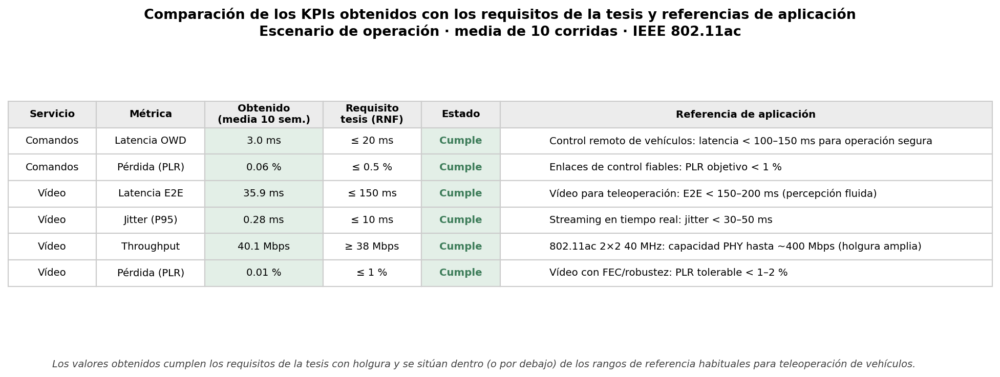 Comparación de los KPIs obtenidos con los requisitos de la tesis y referencias de aplicación
Escenario de operación · media de 10 corridas · IEEE 802.11ac
Servicio Métrica Obtenido (media 10 sem.) Requisito tesis (RNF) Estado Referencia de aplicación
Comandos Latencia OWD 3.0 ms ≤ 20 ms Cumple Control remoto de vehículos: latencia < 100–150 ms para operación segura
Comandos Pérdida (PLR) 0.06 % ≤ 0.5 % Cumple Enlaces de control fiables: PLR objetivo < 1 %
Vídeo Latencia E2E 35.9 ms ≤ 150 ms Cumple Vídeo para teleoperación: E2E < 150–200 ms (percepción fluida)
Vídeo Jitter (P95) 0.28 ms ≤ 10 ms Cumple Streaming en tiempo real: jitter < 30–50 ms
Vídeo Throughput 40.1 Mbps ≥ 38 Mbps Cumple 802.11ac 2×2 40 MHz: capacidad PHY hasta ~400 Mbps (holgura amplia)
Vídeo Pérdida (PLR) 0.01 % ≤ 1 % Cumple Vídeo con FEC/robustez: PLR tolerable < 1–2 %
Los valores obtenidos cumplen los requisitos de la tesis con holgura y se sitúan dentro (o por debajo) de los rangos de referencia habituales para teleoperación de vehículos.